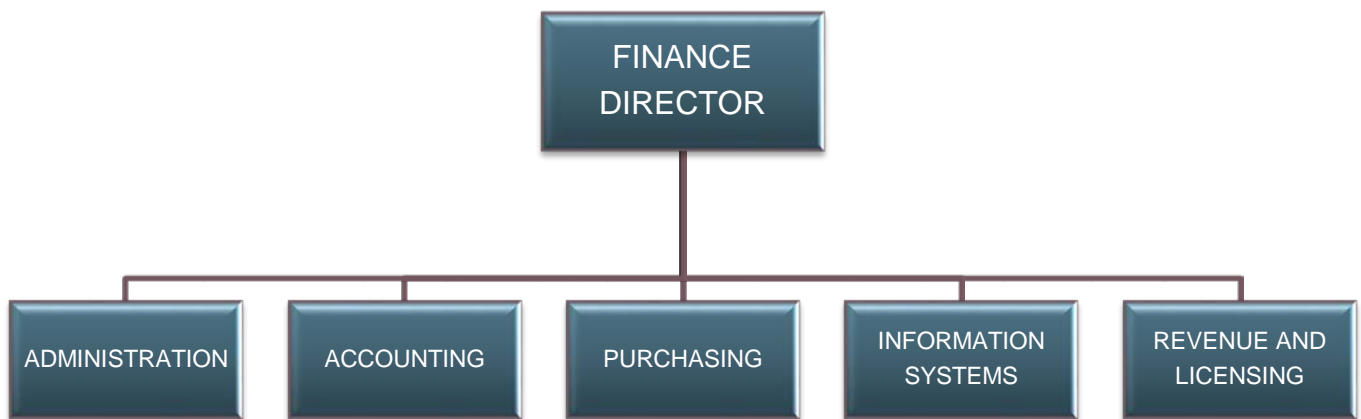 FINANCE
DIRECTOR
ADMINISTRATION
ACCOUNTING
PURCHASING
INFORMATION
SYSTEMS
REVENUE AND
LICENSING